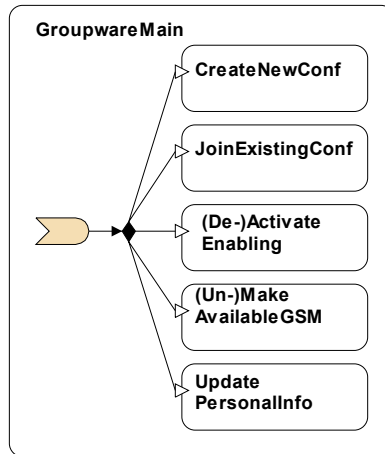 GroupwareMain
CreateNewConf
JoinExistingConf
(De-)Activate
Enabling
(Un-)Make
AvailableGSM
Update
PersonalInfo